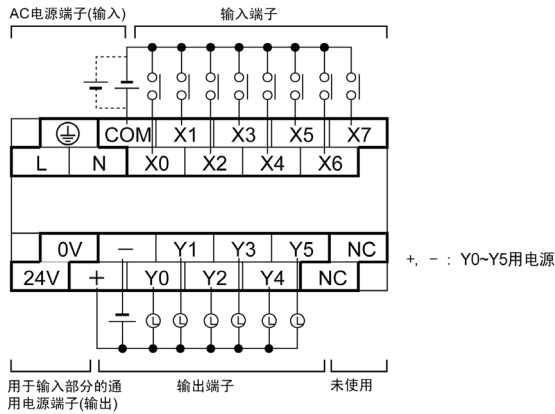 AC电源端子(输入)
输入端子
COM X1 X3 X5 X7
L N X0 X2 X4 X6
0V − Y1 Y3 Y5 NC
24V + Y0 Y2 Y4 NC
+, − : Y0~Y5用电源
L L L L L L
用于输入部分的通
用电源端子(输出)
输出端子
未使用